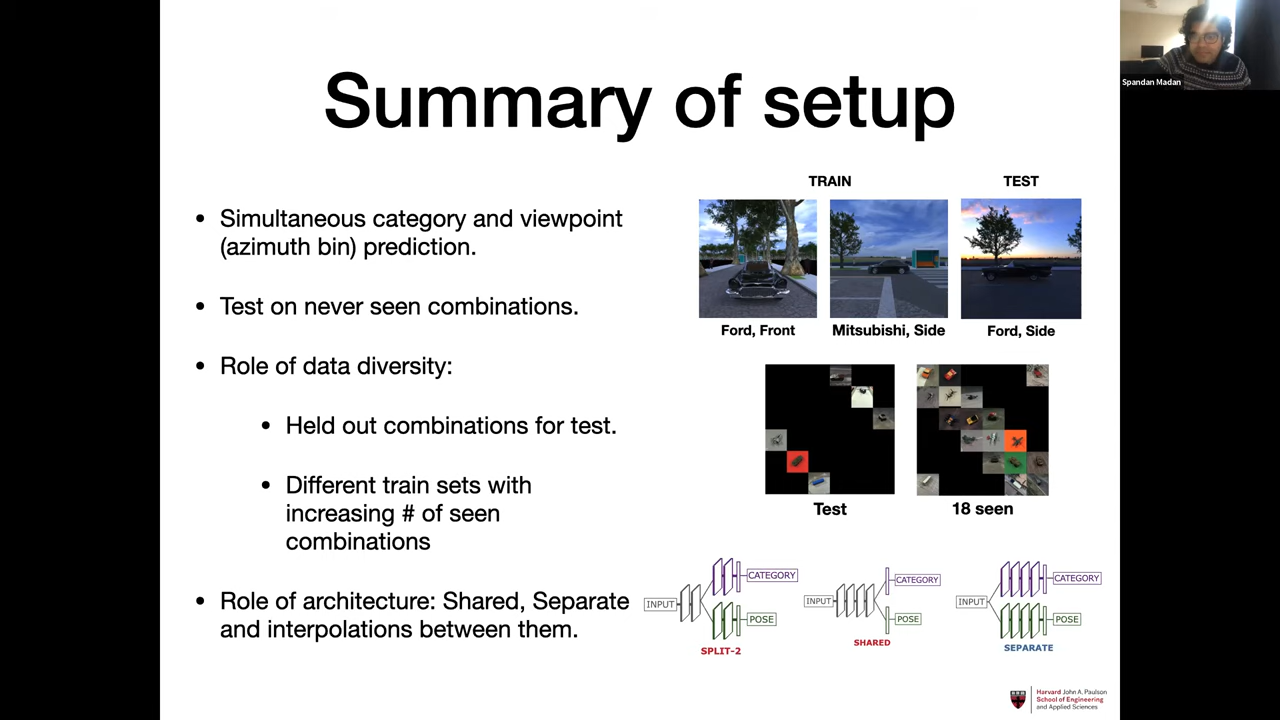 Spandan Madan
Summary of setup
• Simultaneous category and viewpoint
(azimuth bin) prediction.
• Test on never seen combinations.
• Role of data diversity:
• Held out combinations for test.
• Different train sets with
increasing # of seen
combinations
• Role of architecture: Shared, Separate
and interpolations between them.
TRAIN
TEST
Ford, Front
Mitsubishi, Side
Ford, Side
Test
18 seen
INPUT
CATEGORY
POSE
SPLIT-2
INPUT
CATEGORY
POSE
SHARED
INPUT
CATEGORY
POSE
SEPARATE
Harvard John A. Paulson
School of Engineering
and Applied Sciences